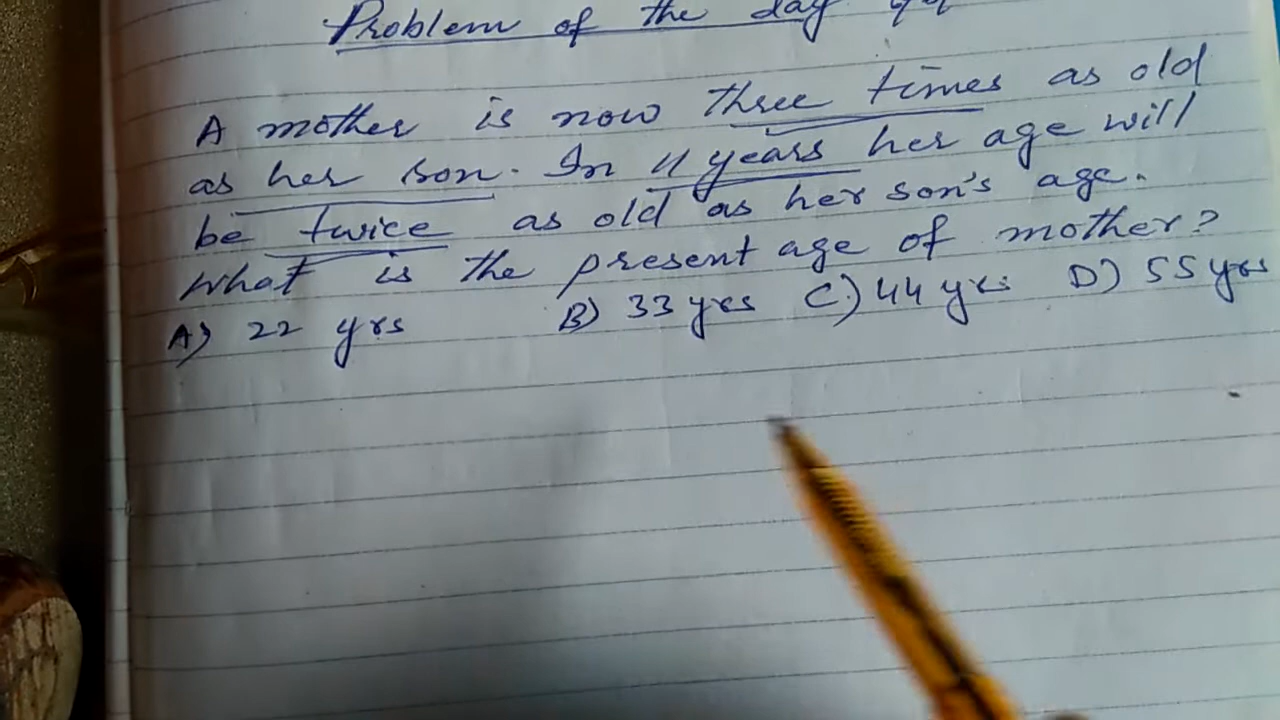 Problem of the day
A mother is now three times as old
as her son. In 11 years her age will
be twice as old as her son's age.
What is the present age of mother?
A) 22 yrs B) 33 yrs C.) 44 yrs D) 55 yrs